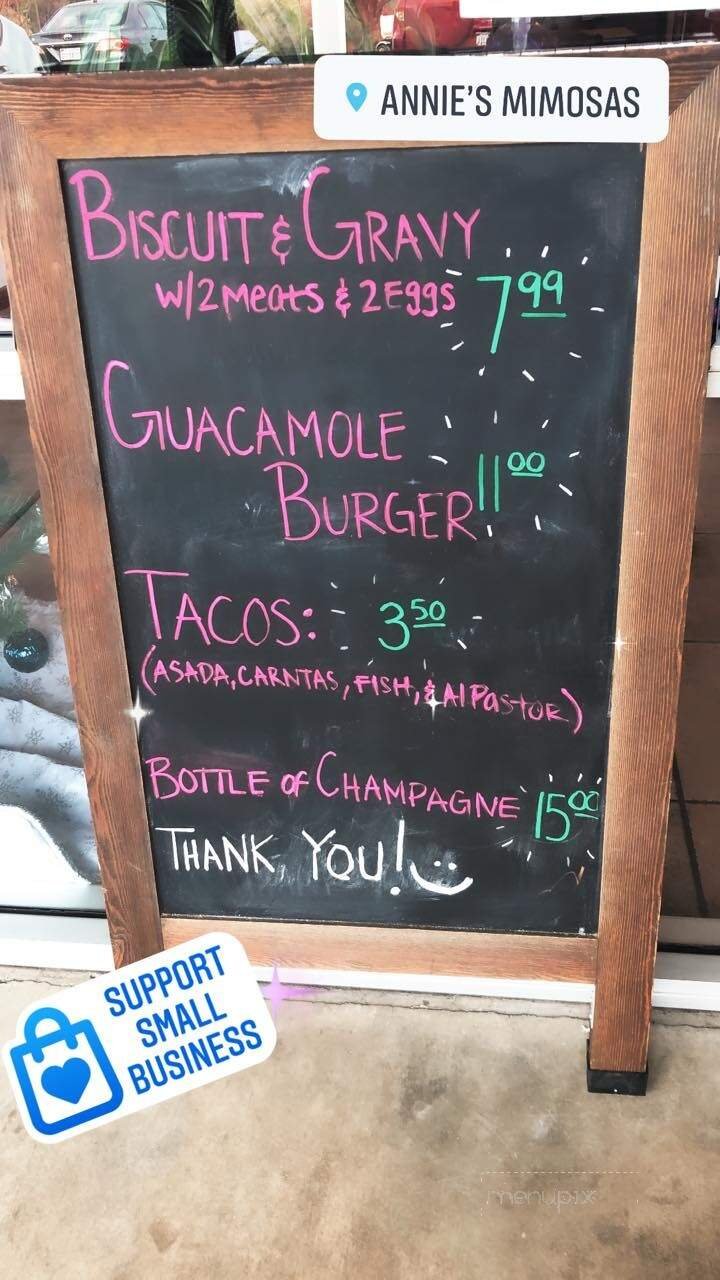 ANNIE'S MIMOSAS
BISCUIT & GRAVY
W/2 Meats & 2 Eggs 7.99
GUACAMOLE
BURGER 11.00
TACOS: 3.50
(ASADA, CARNTAS, FISH, & Al Pastor)
BOTTLE of CHAMPAGNE 15.00
THANK YOU!
SUPPORT
SMALL
BUSINESS
menupix